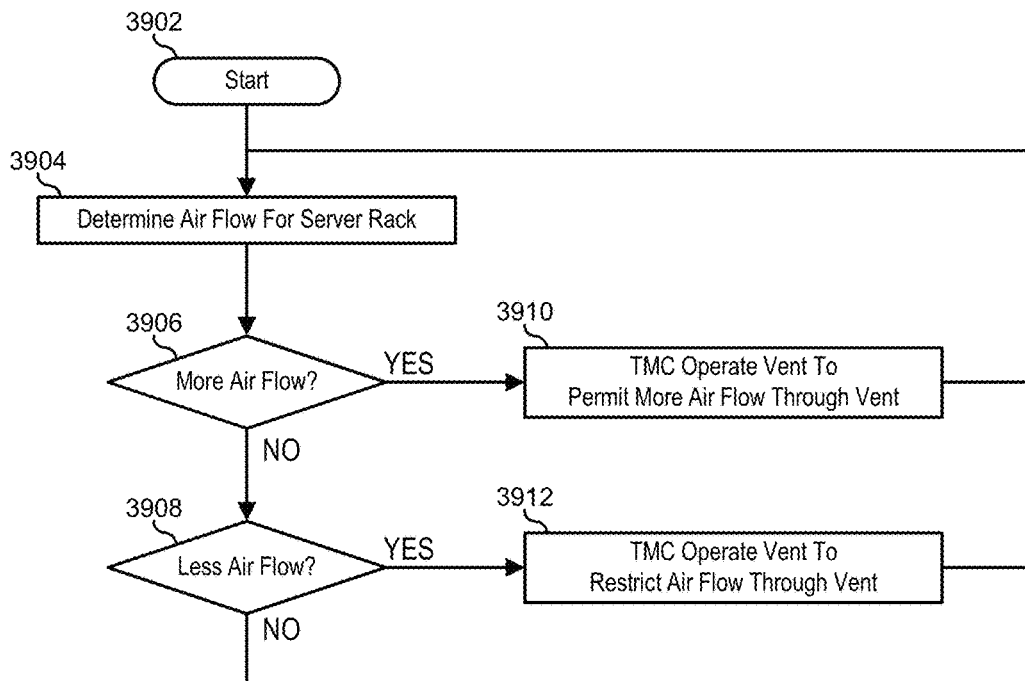 3902
Start
3904
Determine Air Flow For Server Rack
3906
More Air Flow?
YES
NO
3910
TMC Operate Vent To
Permit More Air Flow Through Vent
3908
Less Air Flow?
YES
NO
3912
TMC Operate Vent To
Restrict Air Flow Through Vent